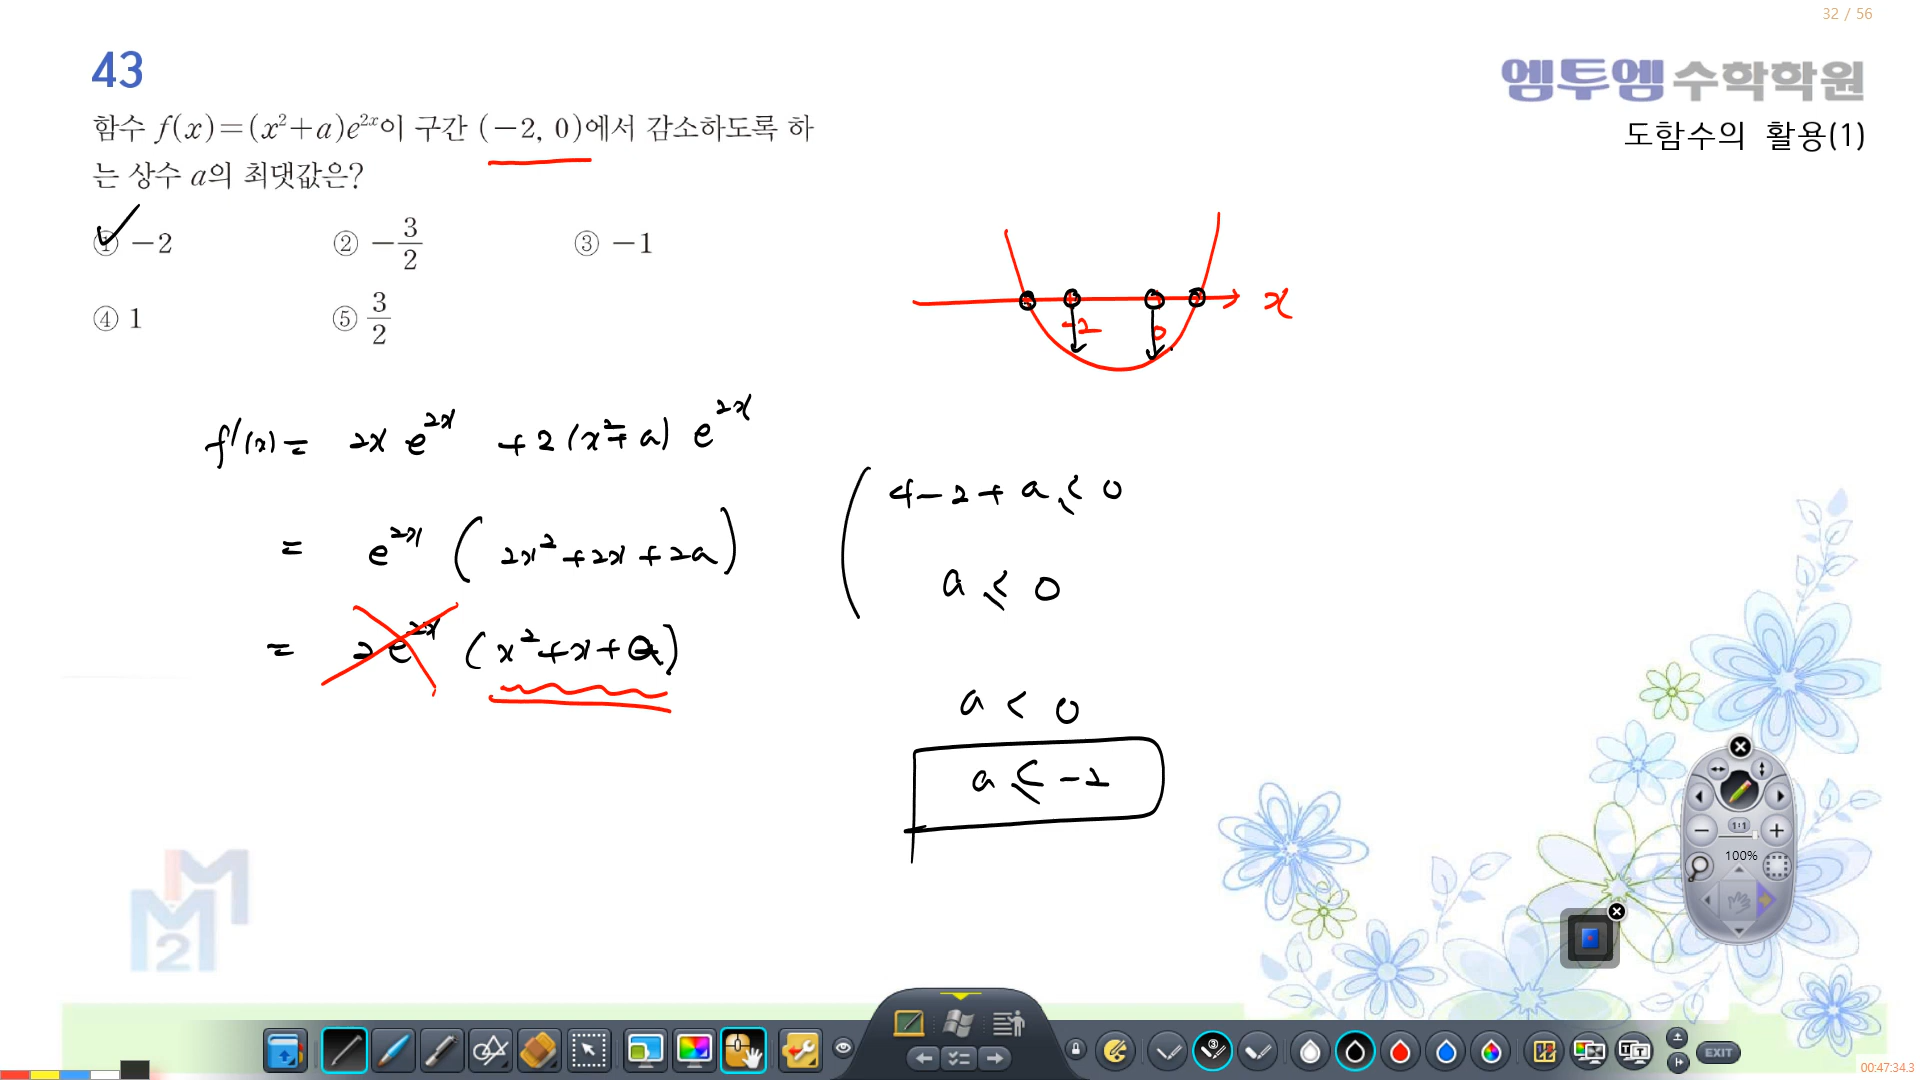 32 / 56
43
엠투엠수학학원
도함수의 활용(1)
함수 f(x)=(x²+a)e²ˣ이 구간 (-2, 0)에서 감소하도록 하
는 상수 a의 최댓값은?
① -2 ② -3/2 ③ -1
④ 1 ⑤ 3/2
-2 0 x
f'(x) = 2x e²ˣ + 2(x²+a) e²ˣ
= e²ˣ (2x²+2x+2a)
= 2e²ˣ (x²+x+a)
4-2+a ≤ 0
a ≤ 0
a < 0
a ≤ -2
M2M
1:1
100%
EXIT
00:47:34.3